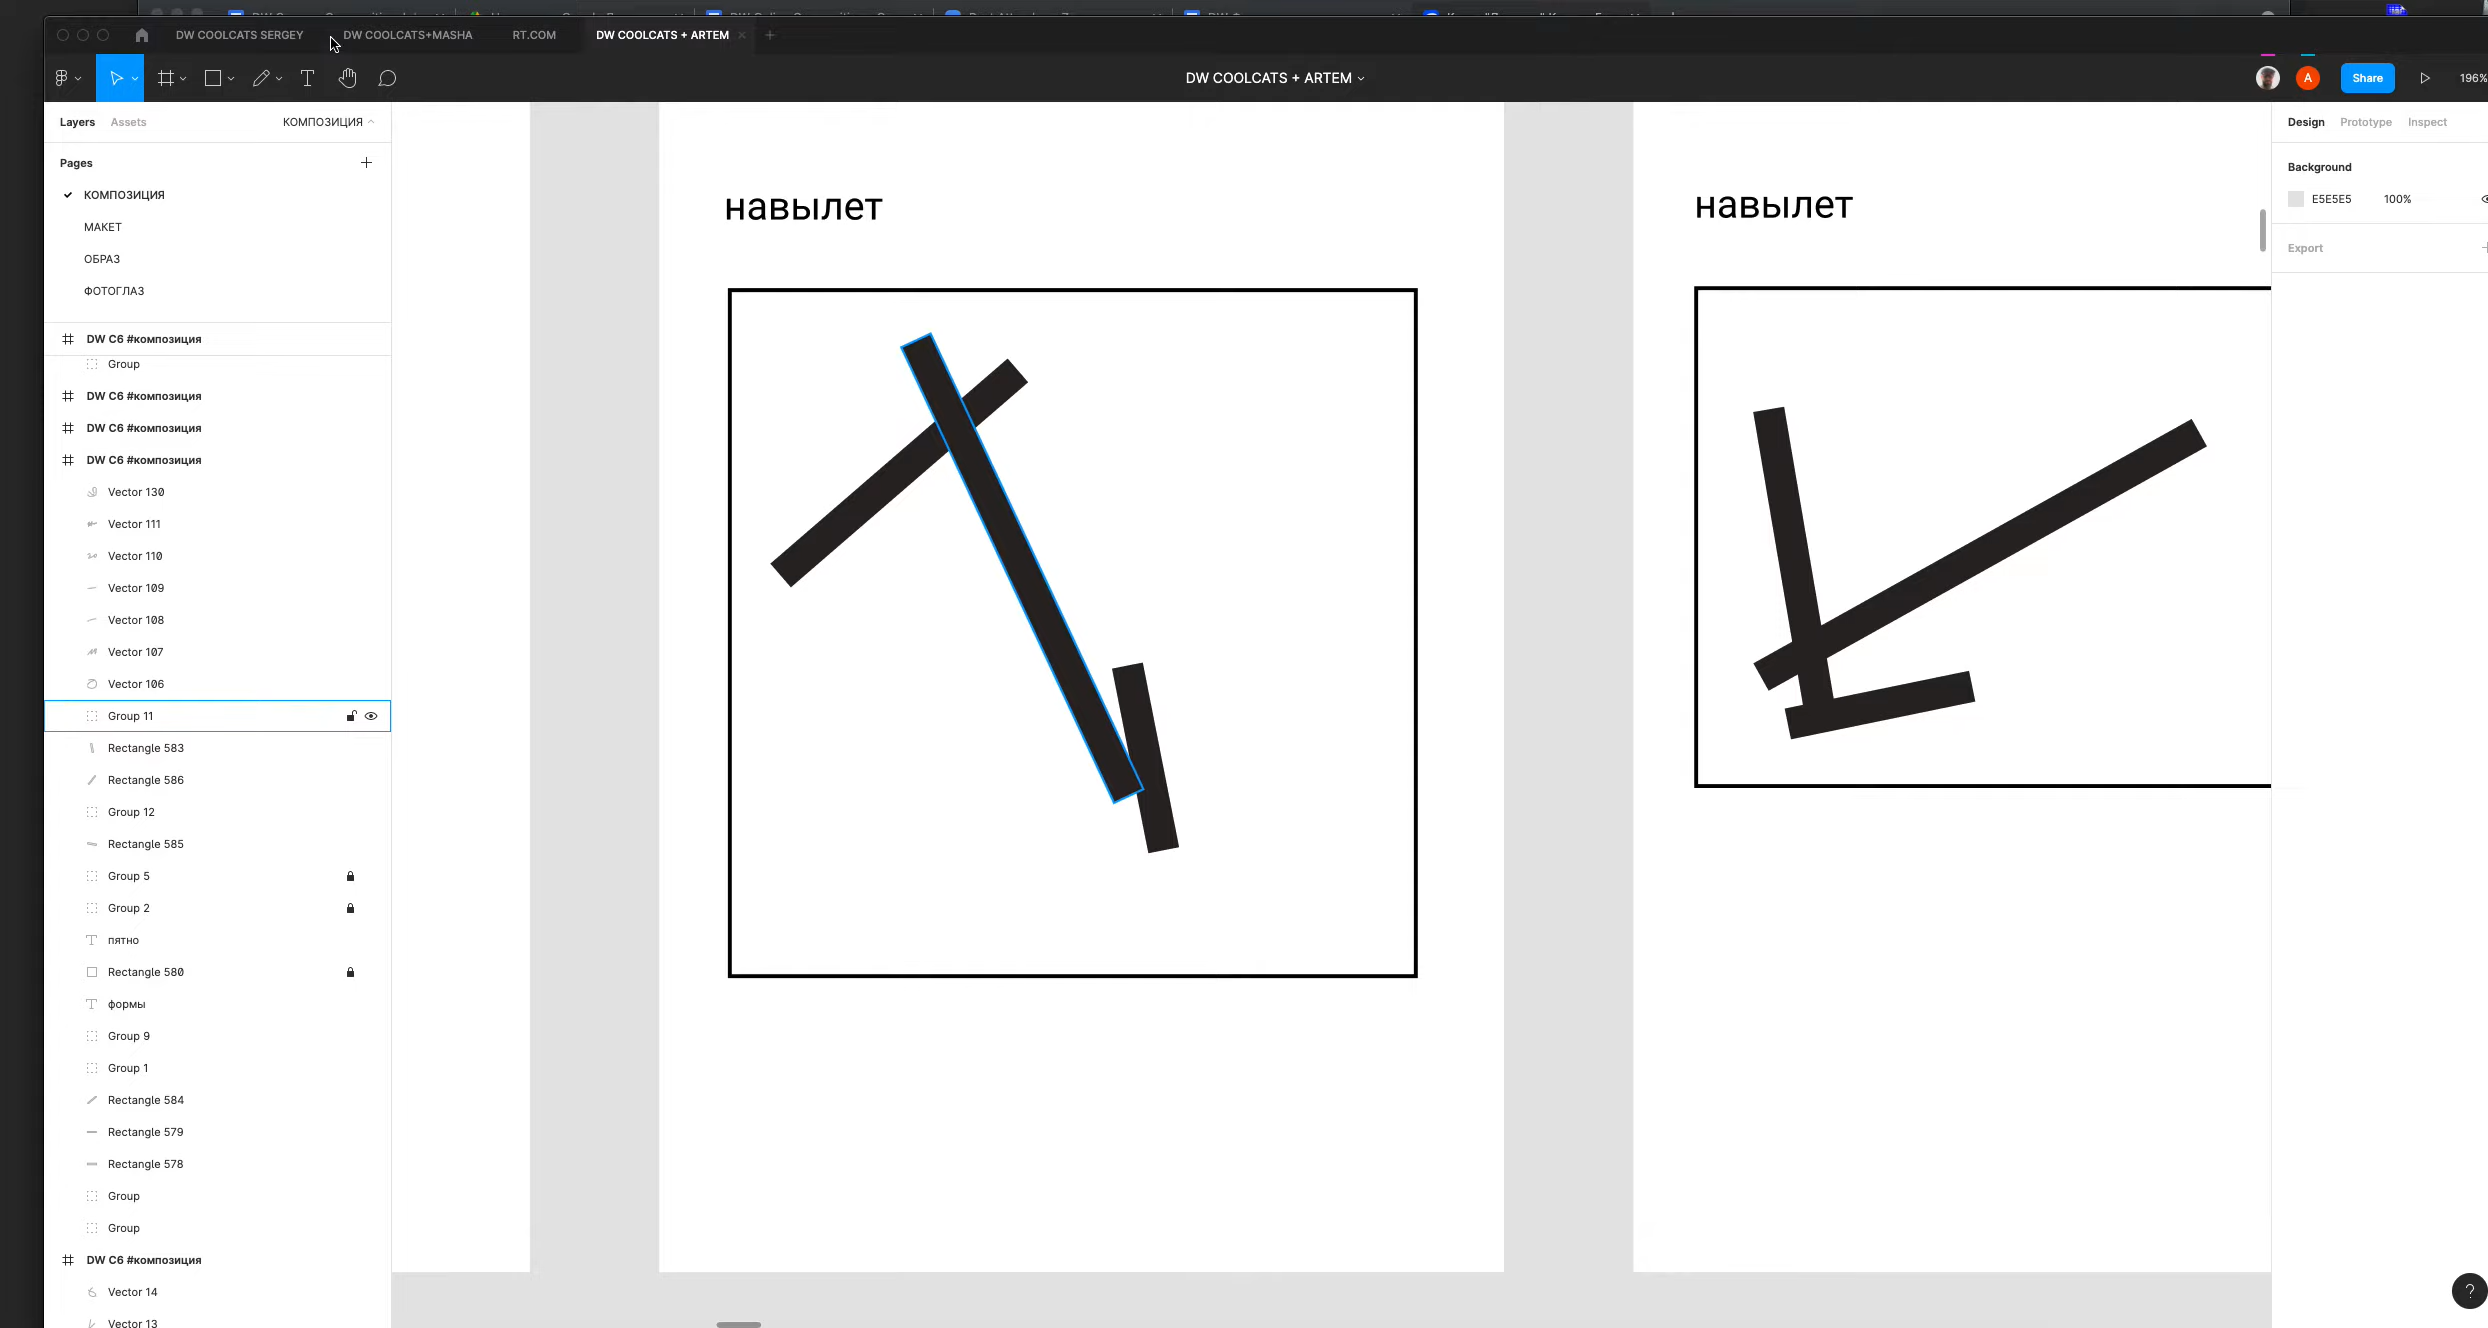 DW COOLCATS SERGEY
DW COOLCATS+MASHA
RT.COM
DW COOLCATS + ARTEM
DW COOLCATS + ARTEM
A
Share
196%
Layers
Assets
КОМПОЗИЦИЯ
Pages
КОМПОЗИЦИЯ
МАКЕТ
ОБРАЗ
ФОТОГЛАЗ
DW C6 #композиция
Group
DW C6 #композиция
DW C6 #композиция
DW C6 #композиция
Vector 130
Vector 111
Vector 110
Vector 109
Vector 108
Vector 107
Vector 106
Group 11
Rectangle 583
Rectangle 586
Group 12
Rectangle 585
Group 5
Group 2
пятно
Rectangle 580
формы
Group 9
Group 1
Rectangle 584
Rectangle 579
Rectangle 578
Group
Group
DW C6 #композиция
Vector 14
Vector 13
навылет
навылет
Design
Prototype
Inspect
Background
E5E5E5
100%
Export
?